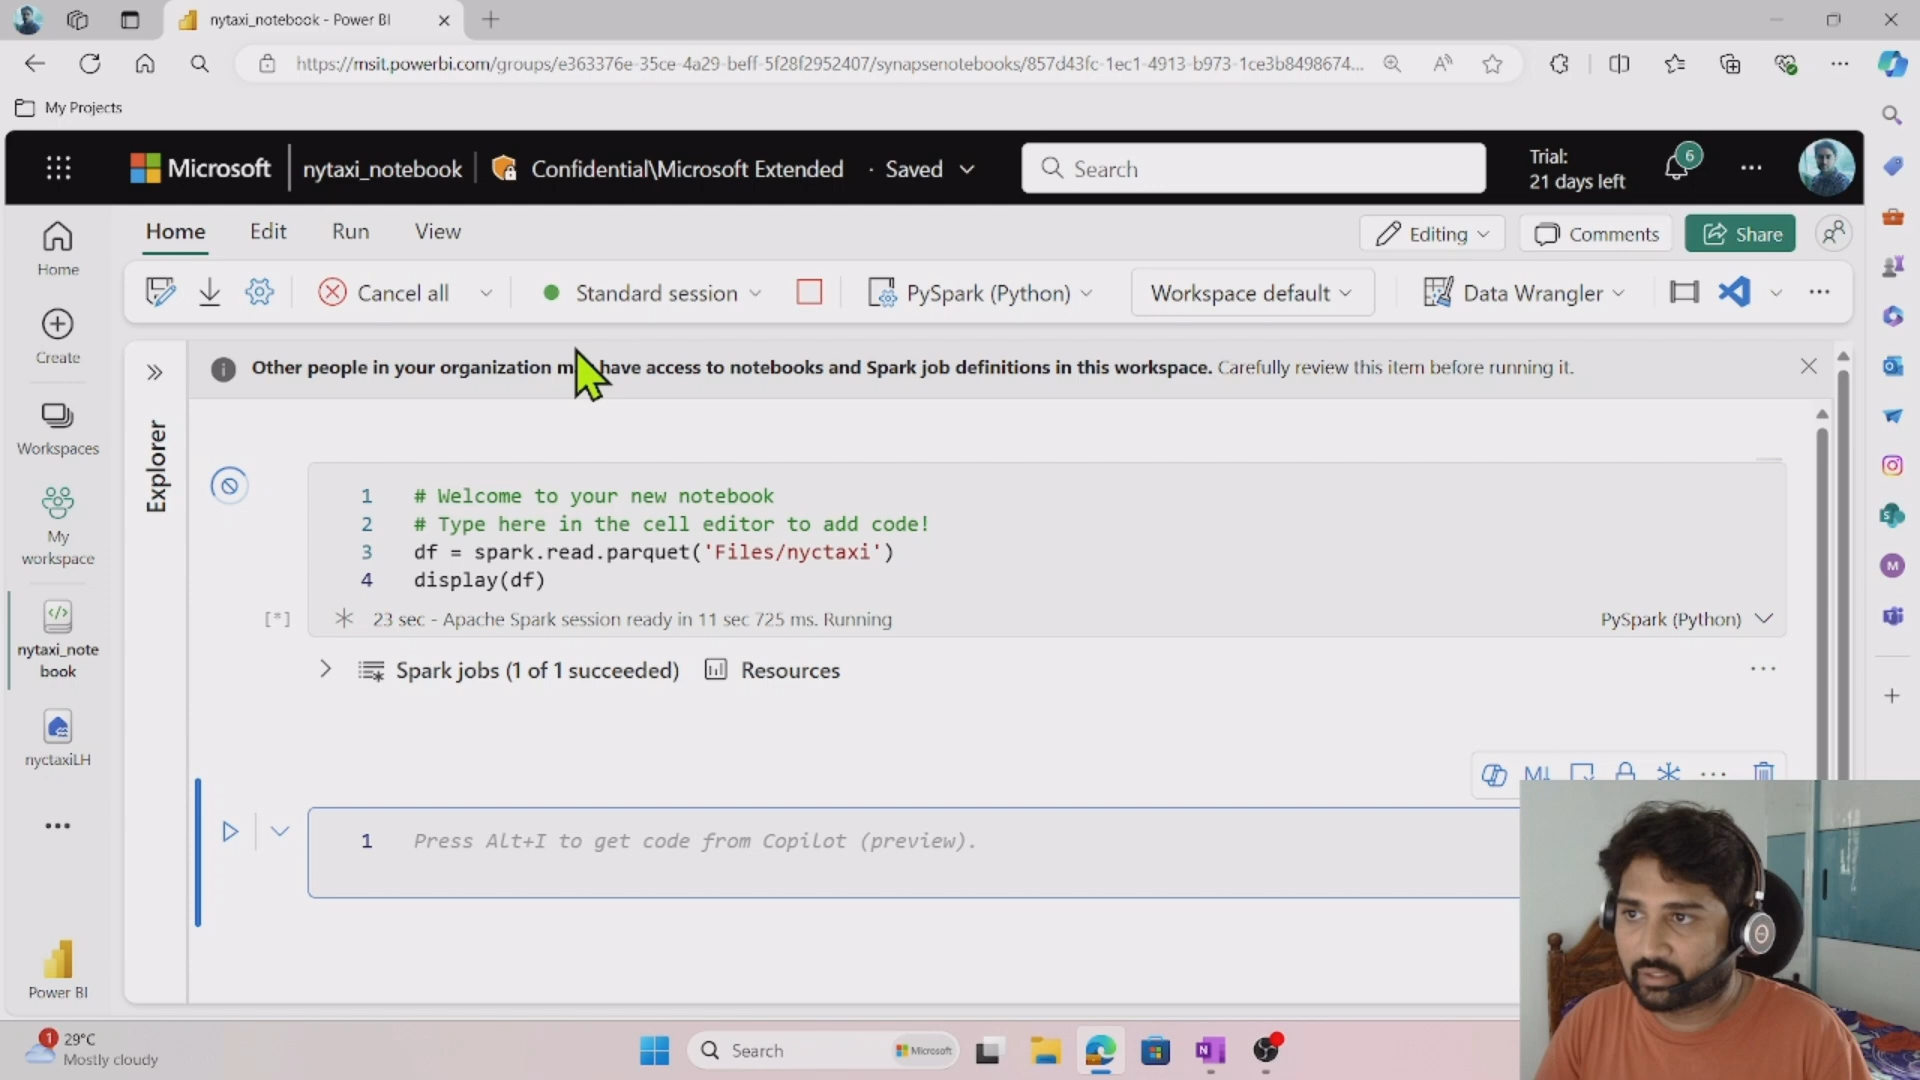 nytaxi_notebook - Power BI
https://msit.powerbi.com/groups/e363376e-35ce-4a29-beff-5f28f2952407/synapsenotebooks/857d43fc-1ec1-4913-b973-1ce3b8498674...
My Projects
Microsoft nytaxi_notebook Confidential\Microsoft Extended · Saved Search Trial: 21 days left 6
Home Edit Run View Editing Comments Share
Cancel all Standard session PySpark (Python) Workspace default Data Wrangler
Home
Create
Workspaces
My workspace
nytaxi_note
book
nyctaxiLH
Power BI
Explorer
Other people in your organization m have access to notebooks and Spark job definitions in this workspace. Carefully review this item before running it.
1 # Welcome to your new notebook
2 # Type here in the cell editor to add code!
3 df = spark.read.parquet('Files/nyctaxi')
4 display(df)
[*] 23 sec - Apache Spark session ready in 11 sec 725 ms. Running PySpark (Python)
Spark jobs (1 of 1 succeeded) Resources
M↓
1 Press Alt+I to get code from Copilot (preview).
M
1 29°C
Mostly cloudy
Search Microsoft
N